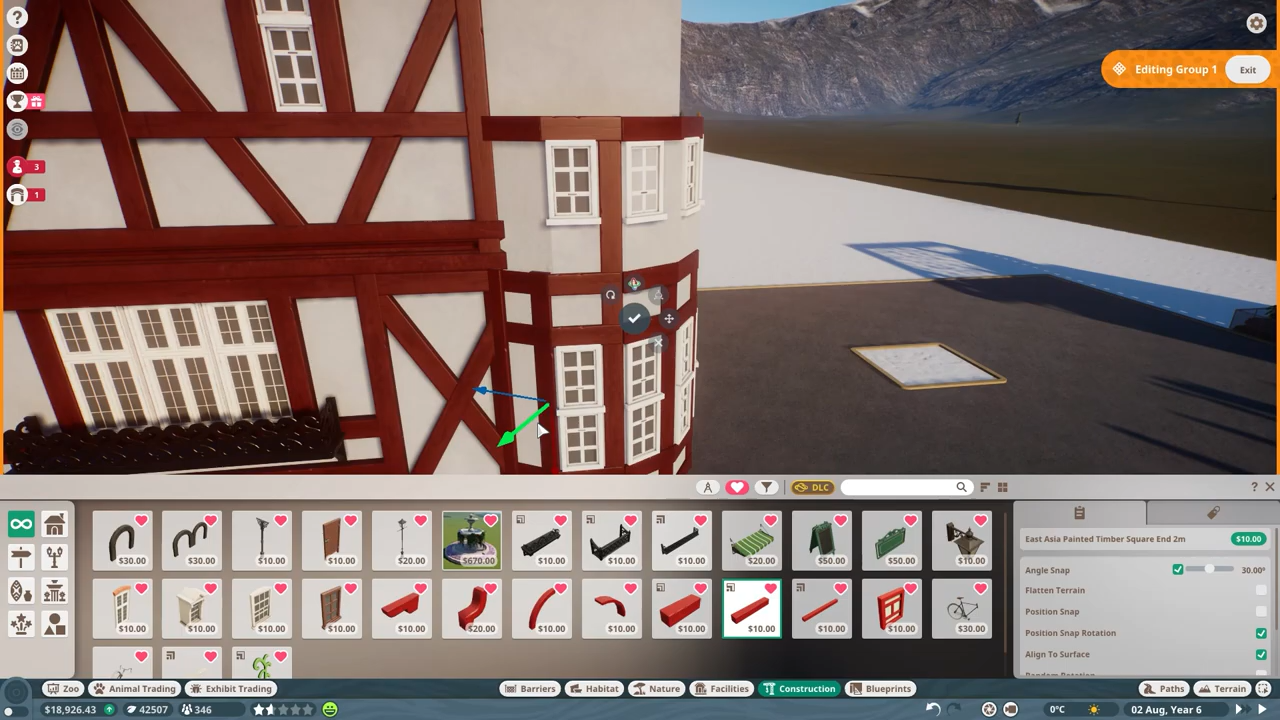 ?
Editing Group 1
Exit
3
1
DLC
?
$30.00
$30.00
$10.00
$10.00
$20.00
$670.00
$10.00
$10.00
$10.00
$20.00
$50.00
$50.00
$10.00
$10.00
$10.00
$10.00
$10.00
$10.00
$20.00
$10.00
$10.00
$10.00
$10.00
$10.00
$10.00
$30.00
East Asia Painted Timber Square End 2m
$10.00
Angle Snap
30.00°
Flatten Terrain
Position Snap
Position Snap Rotation
Align To Surface
Zoo
Animal Trading
Exhibit Trading
Barriers
Habitat
Nature
Facilities
Construction
Blueprints
Paths
Terrain
$18,926.43
42507
346
0°C
02 Aug, Year 6